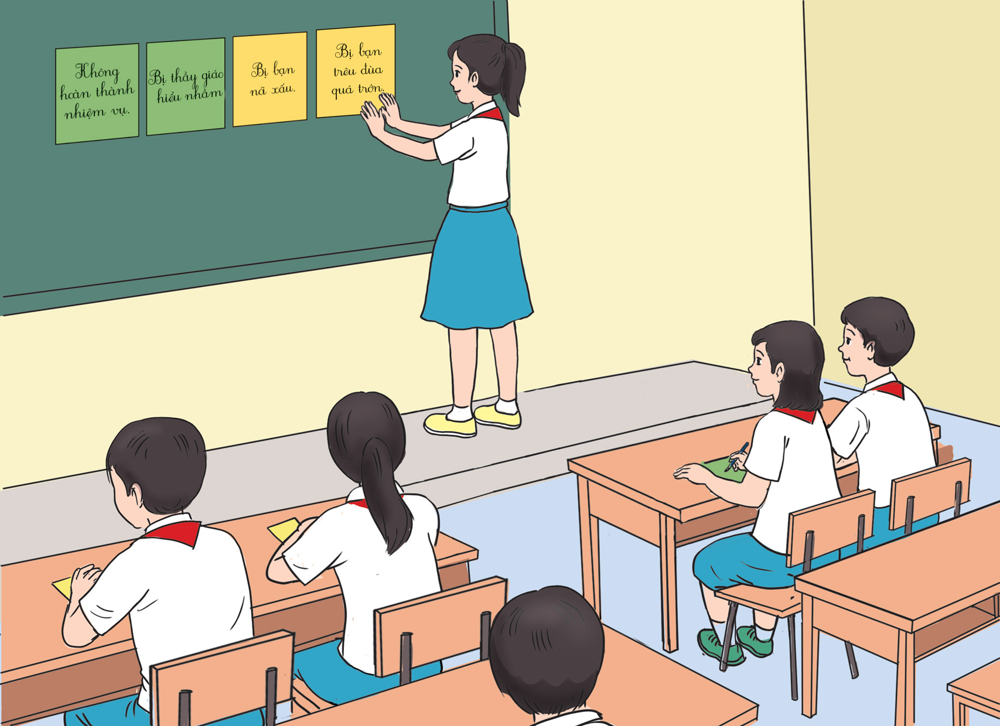 Không
hoàn thành
nhiệm vụ.
Bị thầy giáo
hiểu nhầm
Bị bạn
nói xấu.
Bị bạn
trêu đùa
quá trớn.